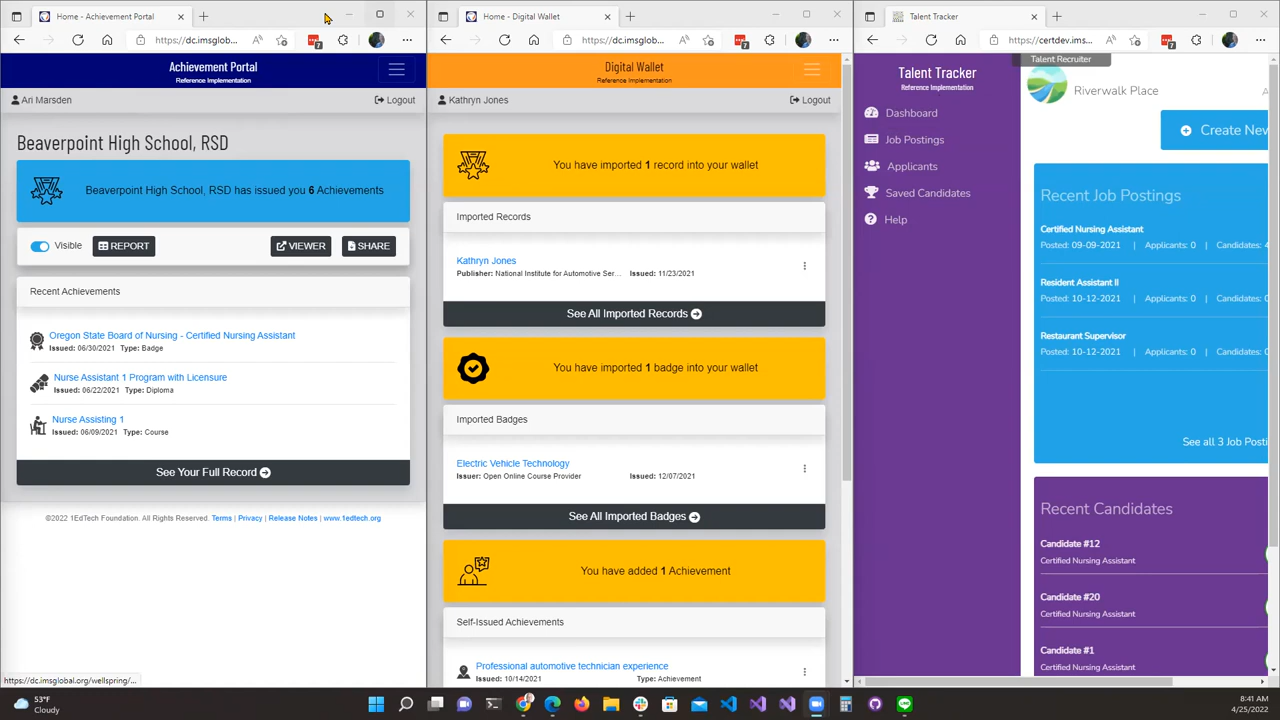 Home - Achievement Portal
https://dc.imsglob...
7
Achievement Portal
Reference Implementation
Ari Marsden
Logout
Beaverpoint High School, RSD
Beaverpoint High School, RSD has issued you 6 Achievements
Visible
REPORT
VIEWER
SHARE
Recent Achievements
Oregon State Board of Nursing - Certified Nursing Assistant
Issued: 06/30/2021 Type: Badge
Nurse Assistant 1 Program with Licensure
Issued: 06/22/2021 Type: Diploma
Nurse Assisting 1
Issued: 06/09/2021 Type: Course
See Your Full Record
©2022 1EdTech Foundation. All Rights Reserved. Terms | Privacy | Release Notes | www.1edtech.org
https://dc.imsglobal.org/wellspring/...
Home - Digital Wallet
https://dc.imsglob...
7
Digital Wallet
Reference Implementation
Kathryn Jones
Logout
You have imported 1 record into your wallet
Imported Records
Kathryn Jones
Publisher: National Institute for Automotive Ser... Issued: 11/23/2021
See All Imported Records
You have imported 1 badge into your wallet
Imported Badges
Electric Vehicle Technology
Issuer: Open Online Course Provider Issued: 12/07/2021
See All Imported Badges
You have added 1 Achievement
Self-Issued Achievements
Professional automotive technician experience
Issued: 10/14/2021 Type: Achievement
Talent Tracker
https://certdev.ims...
7
Talent Tracker
Reference Implementation
Dashboard
Job Postings
Applicants
Saved Candidates
Help
Talent Recruiter
Riverwalk Place
Create New
Recent Job Postings
Certified Nursing Assistant
Posted: 09-09-2021 | Applicants: 0 | Candidates: 4
Resident Assistant II
Posted: 10-12-2021 | Applicants: 0 | Candidates:
Restaurant Supervisor
Posted: 10-12-2021 | Applicants: 0 | Candidates:
See all 3 Job Posti
Recent Candidates
Candidate #12
Certified Nursing Assistant
Candidate #20
Certified Nursing Assistant
Candidate #1
Certified Nursing Assistant
53°F
Cloudy
8:41 AM
4/25/2022